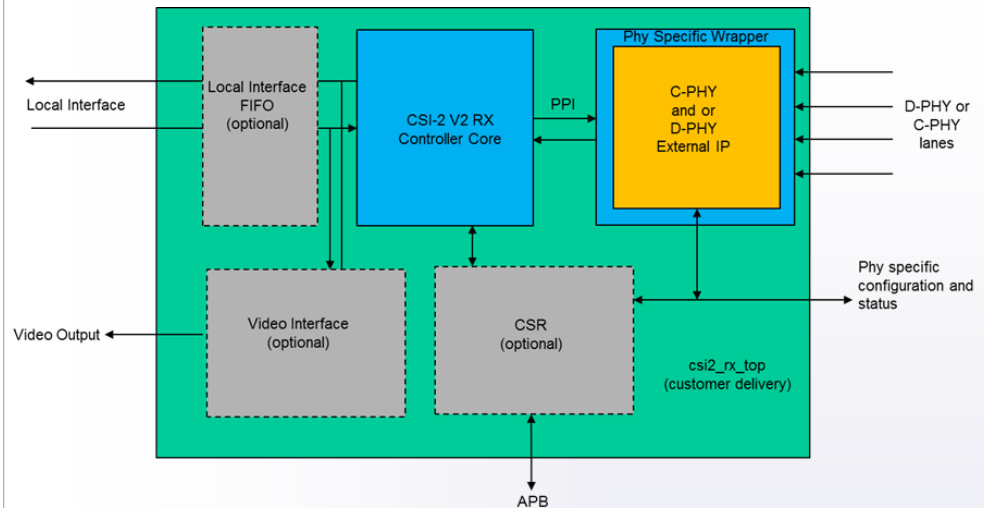 Phy Specific Wrapper
Local Interface
FIFO
(optional)
Local Interface
CSI-2 V2 RX
Controller Core
PPI
C-PHY
and or
D-PHY
External IP
D-PHY or
C-PHY
lanes
Phy specific
configuration and
status
Video Interface
(optional)
Video Output
CSR
(optional)
csi2_rx_top
(customer delivery)
APB